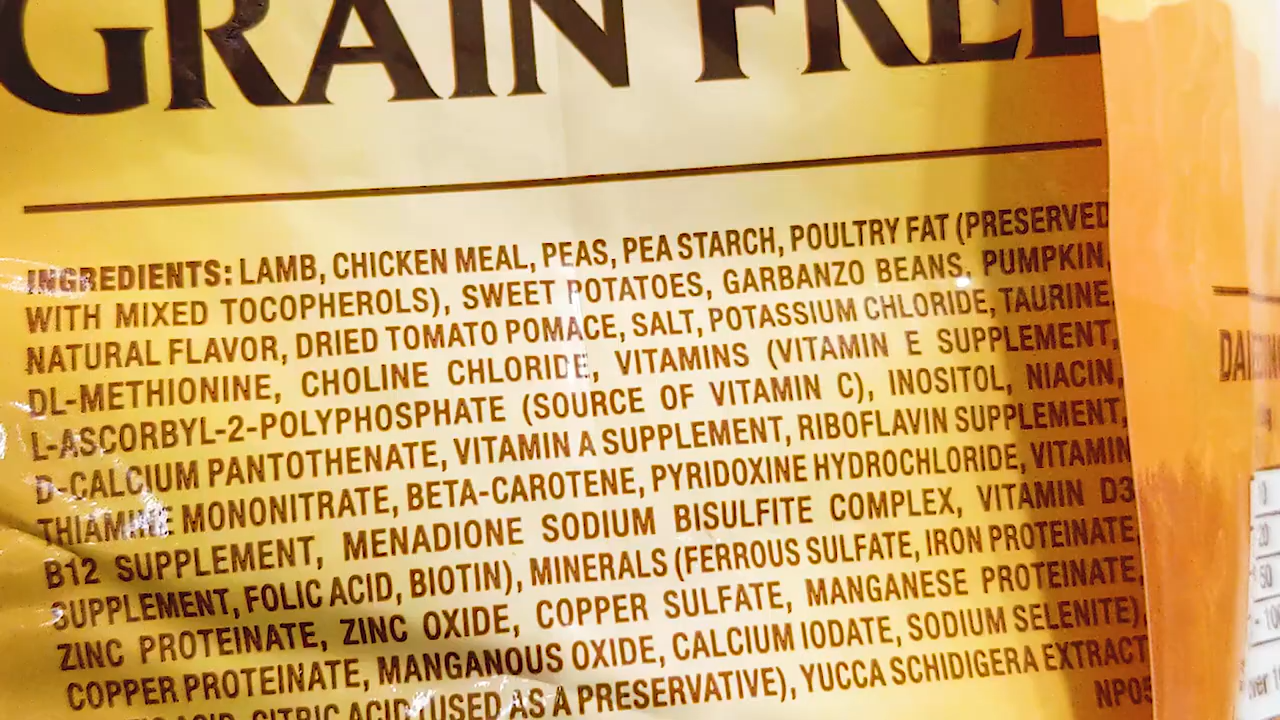 GRAIN FREE
INGREDIENTS: LAMB, CHICKEN MEAL, PEAS, PEA STARCH, POULTRY FAT (PRESERVED
WITH MIXED TOCOPHEROLS), SWEET POTATOES, GARBANZO BEANS, PUMPKIN,
NATURAL FLAVOR, DRIED TOMATO POMACE, SALT, POTASSIUM CHLORIDE, TAURINE,
DL-METHIONINE, CHOLINE CHLORIDE, VITAMINS (VITAMIN E SUPPLEMENT,
L-ASCORBYL-2-POLYPHOSPHATE (SOURCE OF VITAMIN C), INOSITOL, NIACIN,
D-CALCIUM PANTOTHENATE, VITAMIN A SUPPLEMENT, RIBOFLAVIN SUPPLEMENT,
THIAMINE MONONITRATE, BETA-CAROTENE, PYRIDOXINE HYDROCHLORIDE, VITAMIN
B12 SUPPLEMENT, MENADIONE SODIUM BISULFITE COMPLEX, VITAMIN D3
SUPPLEMENT, FOLIC ACID, BIOTIN), MINERALS (FERROUS SULFATE, IRON PROTEINATE,
ZINC PROTEINATE, ZINC OXIDE, COPPER SULFATE, MANGANESE PROTEINATE,
COPPER PROTEINATE, MANGANOUS OXIDE, CALCIUM IODATE, SODIUM SELENITE),
ACID, CITRIC ACID (USED AS A PRESERVATIVE), YUCCA SCHIDIGERA EXTRACT
NP05
0
20